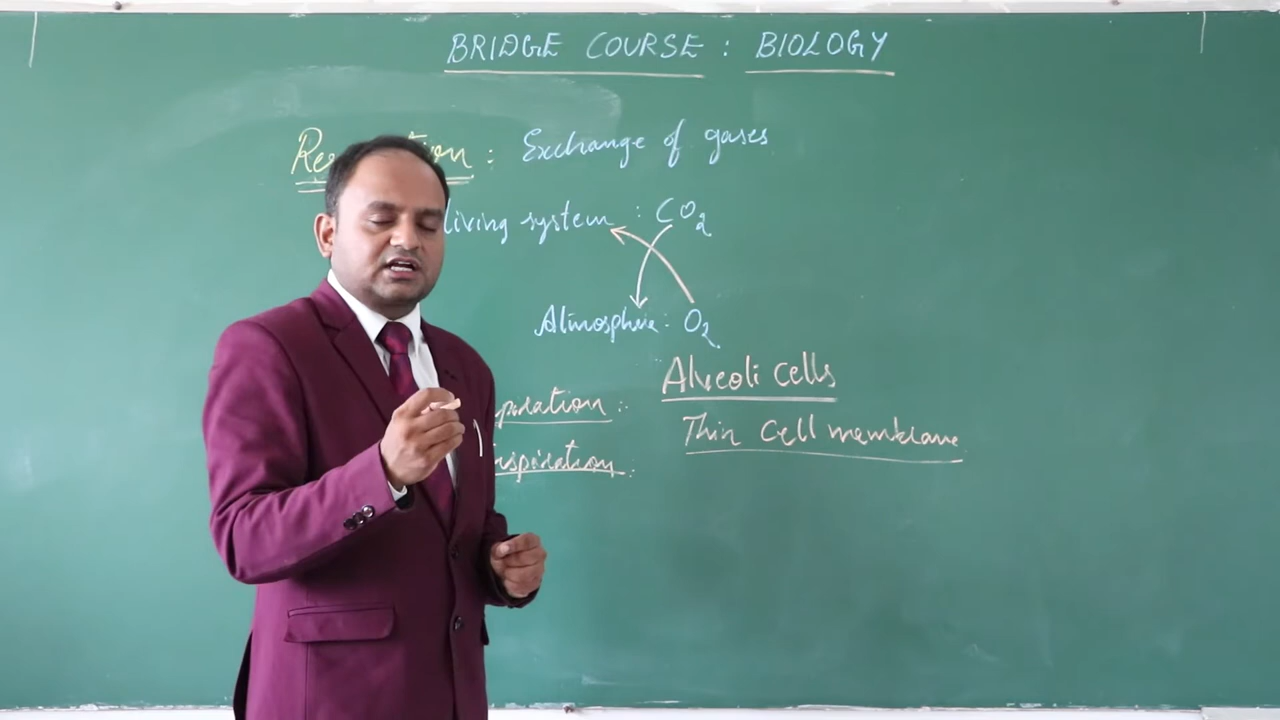 BRIDGE COURSE : BIOLOGY
: Exchange of gases
living system : CO2
Atmosphere : O2
Alveoli cells
Thin Cell membrane